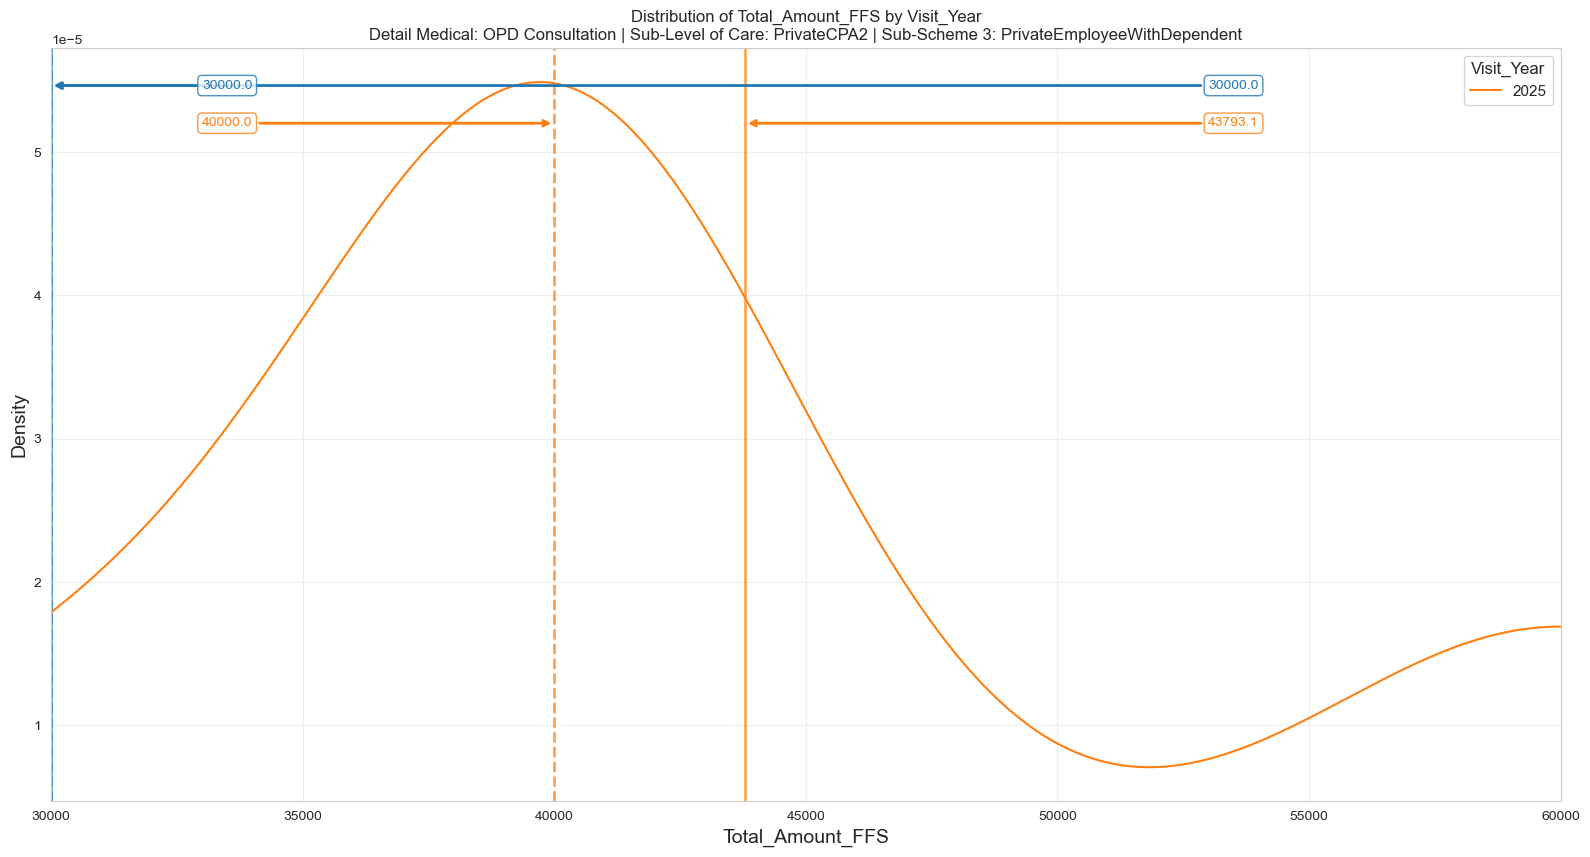 Distribution of Total_Amount_FFS by Visit_Year
Detail Medical: OPD Consultation | Sub-Level of Care: PrivateCPA2 | Sub-Scheme 3: PrivateEmployeeWithDependent
1e−5
Visit_Year
2025
30000.0
30000.0
40000.0
43793.1
5
4
3
2
1
Density
30000
35000
40000
45000
50000
55000
60000
Total_Amount_FFS